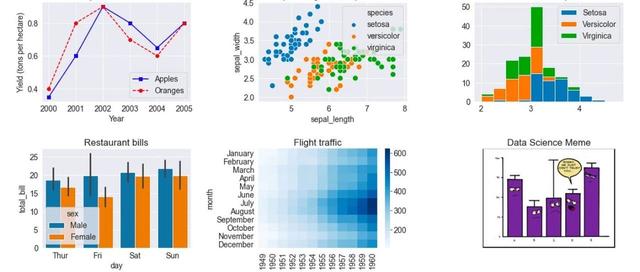 0.8
0.6
0.4
Yield (tons per hectare)
Apples
Oranges
2000 2001 2002 2003 2004 2005
Year
4.5
4.0
3.5
3.0
2.5
2.0
sepal_width
species
setosa
versicolor
virginica
5 6 7 8
sepal_length
50
40
30
20
10
0
Setosa
Versicolor
Virginica
2 3 4
Restaurant bills
25
20
15
10
5
0
total_bill
sex
Male
Female
Thur Fri Sat Sun
day
Flight traffic
month
January
February
March
April
May
June
July
August
September
October
November
December
1949 1950 1951 1952 1953 1954 1955 1956 1957 1958 1959 1960
600
500
400
300
200
Data Science Meme